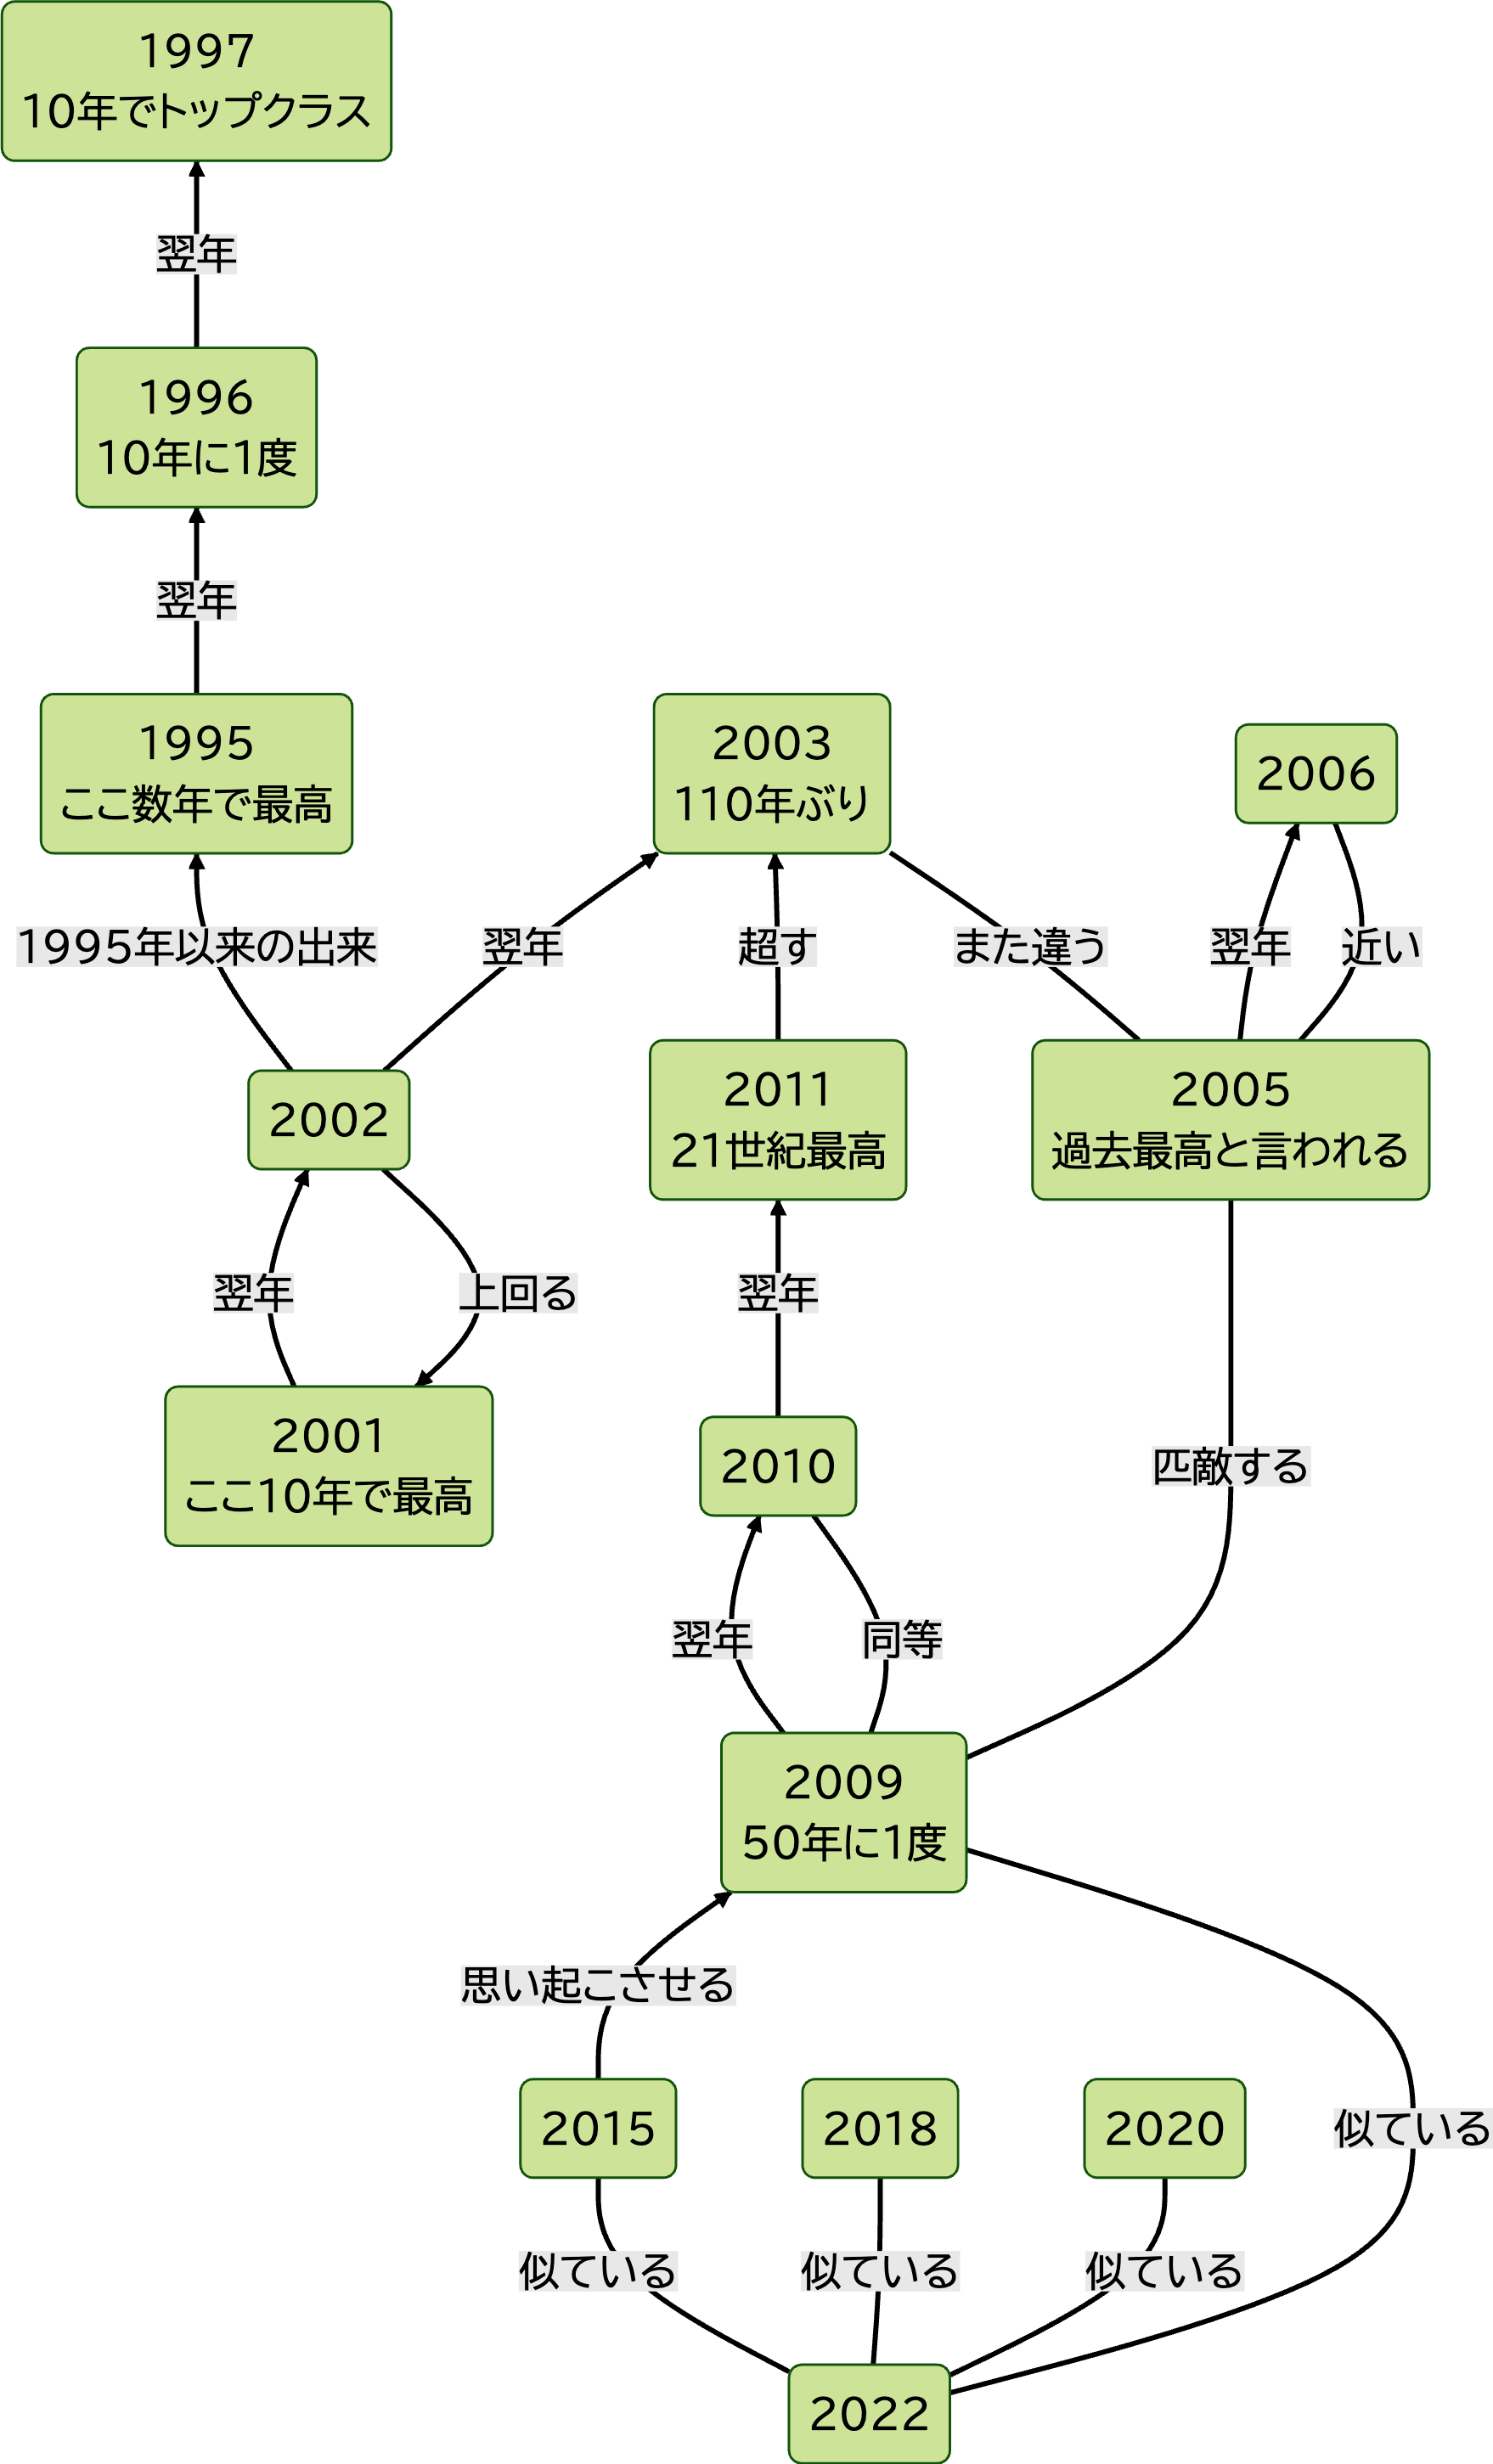 1997
10年でトップクラス
翌年
1996
10年に1度
翌年
1995
ここ数年で最高
2003
110年ぶり
2006
1995年以来の出来
翌年
超す
また違う
翌年
近い
2002
2011
21世紀最高
2005
過去最高と言われる
翌年
上回る
翌年
2001
ここ10年で最高
2010
匹敵する
翌年
同等
2009
50年に1度
思い起こさせる
2015
2018
2020
似ている
似ている
似ている
似ている
2022